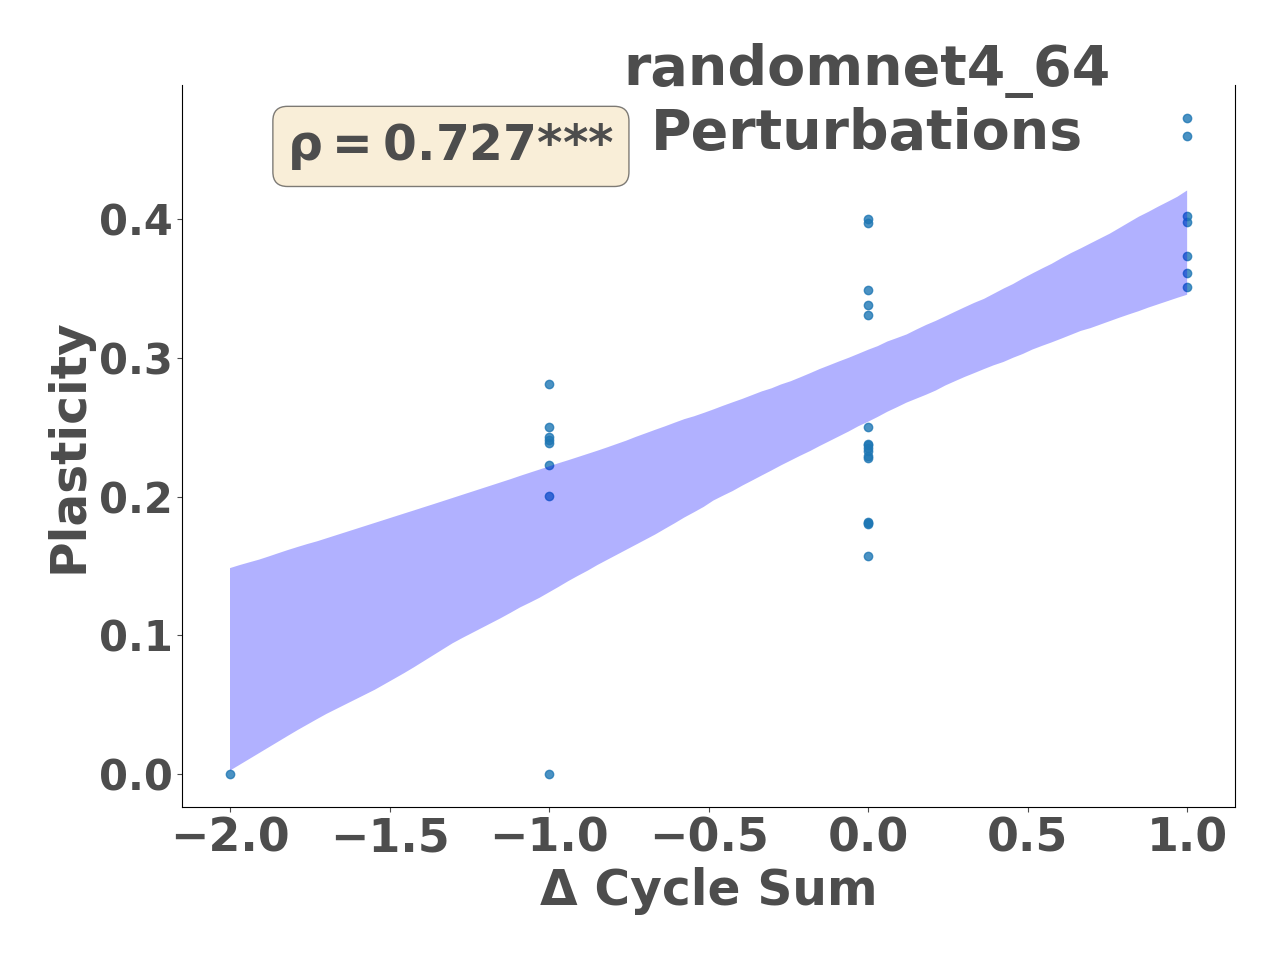 randomnet4_64
Perturbations
ρ = 0.727***
Plasticity
0.4
0.3
0.2
0.1
0.0
−2.0 −1.5 −1.0 −0.5 0.0 0.5 1.0
Δ Cycle Sum